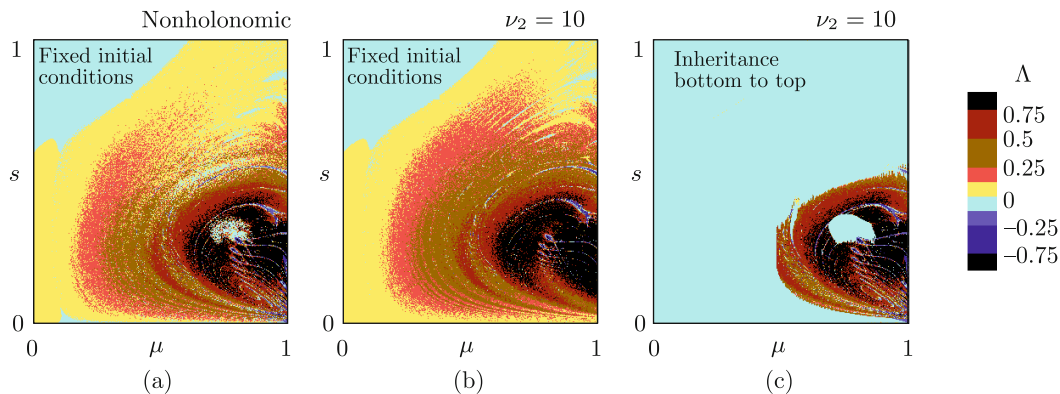 Nonholonomic
1
Fixed initial
conditions
s
0
0
μ
1
(a)
ν₂ = 10
1
Fixed initial
conditions
s
0
0
μ
1
(b)
ν₂ = 10
1
Inheritance
bottom to top
s
0
0
μ
1
(c)
Λ
0.75
0.5
0.25
0
–0.25
–0.75